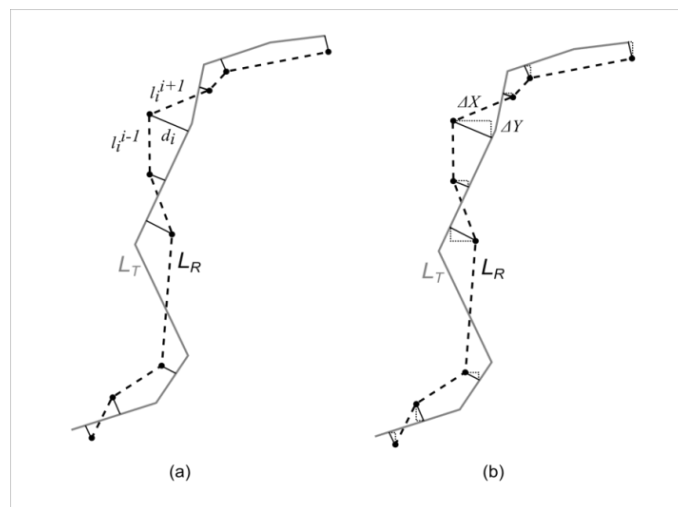 l_i^{i+1}
l_i^{i-1}
d_i
L_T
L_R
(a)
ΔX
ΔY
L_T
L_R
(b)